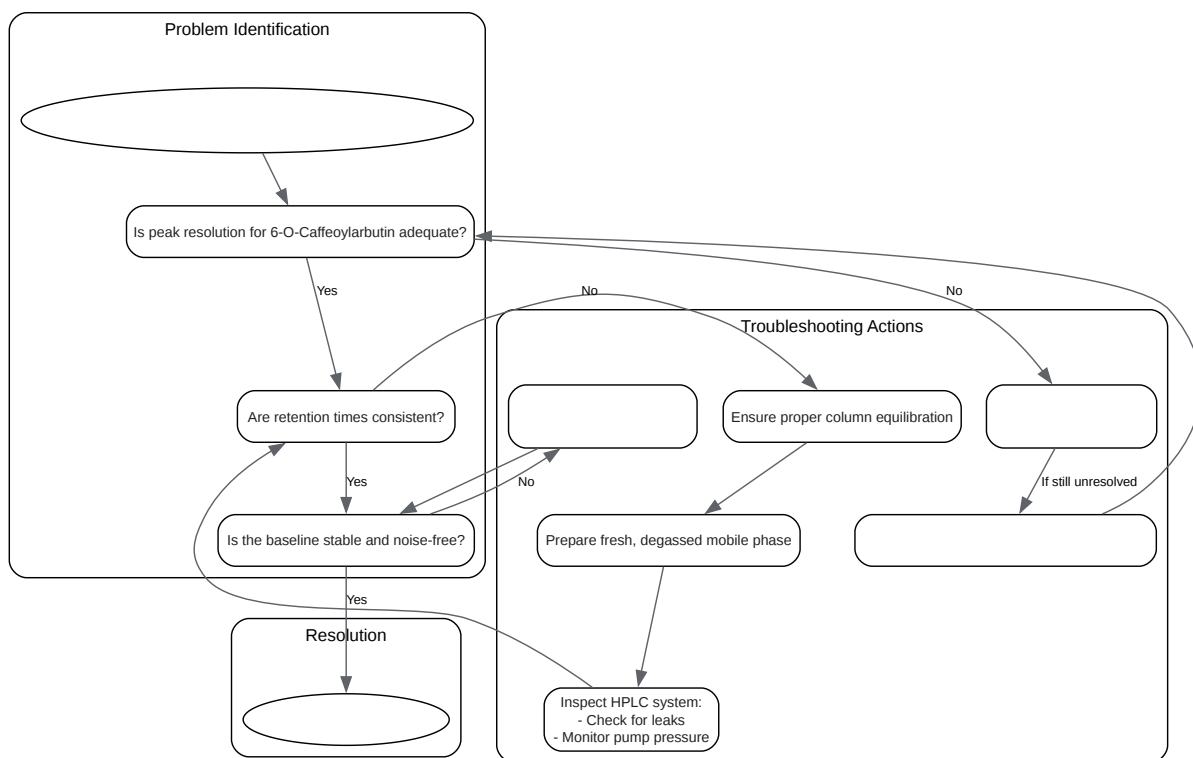 Problem Identification
Is peak resolution for 6-O-Caffeoylarbutin adequate?
Yes
No
No
Troubleshooting Actions
Are retention times consistent?
Ensure proper column equilibration
Yes
No
If still unresolved
Is the baseline stable and noise-free?
Prepare fresh, degassed mobile phase
Yes
Resolution
Inspect HPLC system:
- Check for leaks
- Monitor pump pressure